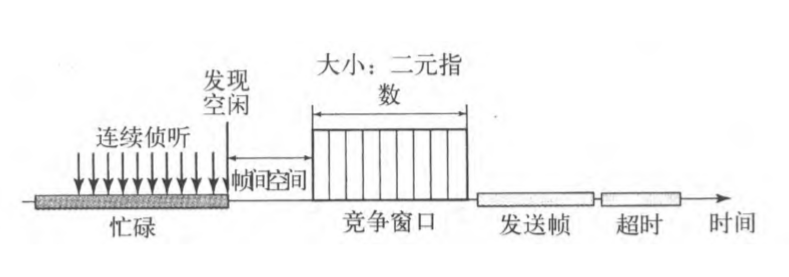 大小：二元指
数
发现
空闲
连续侦听
帧间空间
忙碌
竞争窗口
发送帧
超时
时间